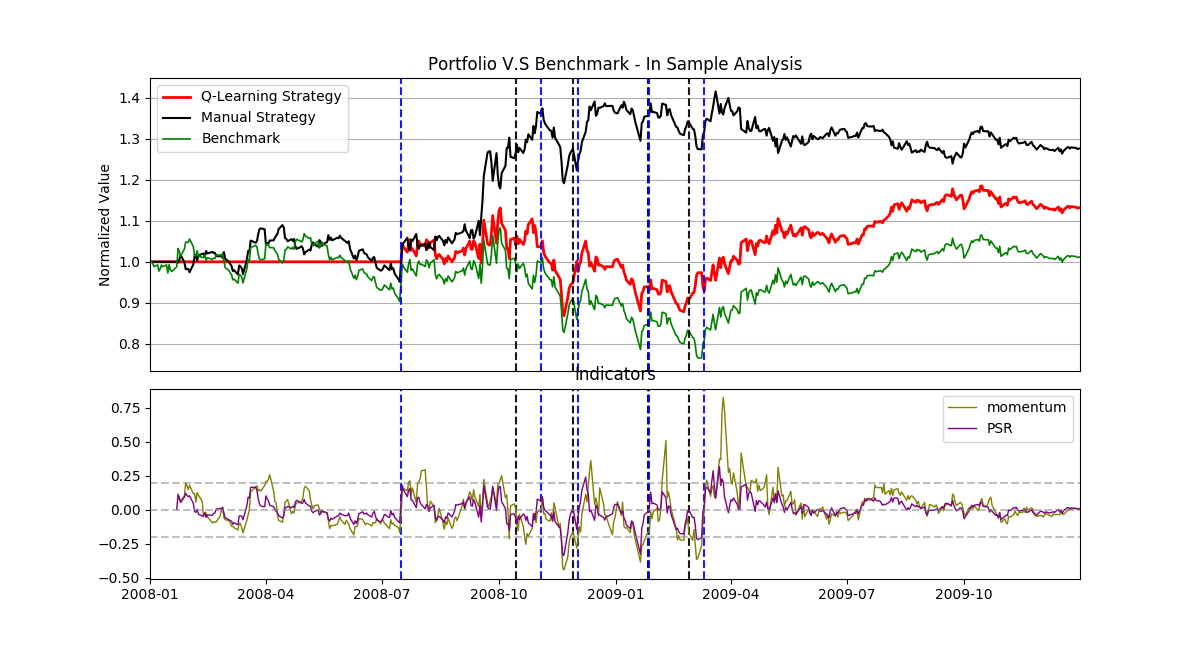 Portfolio V.S Benchmark - In Sample Analysis
Normalized Value
1.4
1.3
1.2
1.1
1.0
0.9
0.8
Q-Learning Strategy
Manual Strategy
Benchmark
Indicators
0.75
0.50
0.25
0.00
−0.25
−0.50
momentum
PSR
2008-01
2008-04
2008-07
2008-10
2009-01
2009-04
2009-07
2009-10